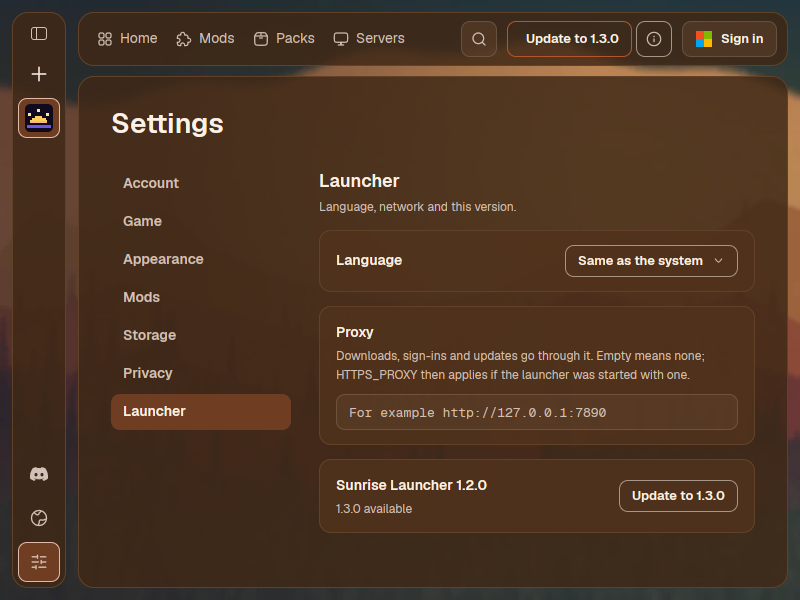 Home
Mods
Packs
Servers
Update to 1.3.0
Sign in
Settings
Account
Game
Appearance
Mods
Storage
Privacy
Launcher
Launcher
Language, network and this version.
Language
Same as the system
Proxy
Downloads, sign-ins and updates go through it. Empty means none;
HTTPS_PROXY then applies if the launcher was started with one.
For example http://127.0.0.1:7890
Sunrise Launcher 1.2.0
1.3.0 available
Update to 1.3.0